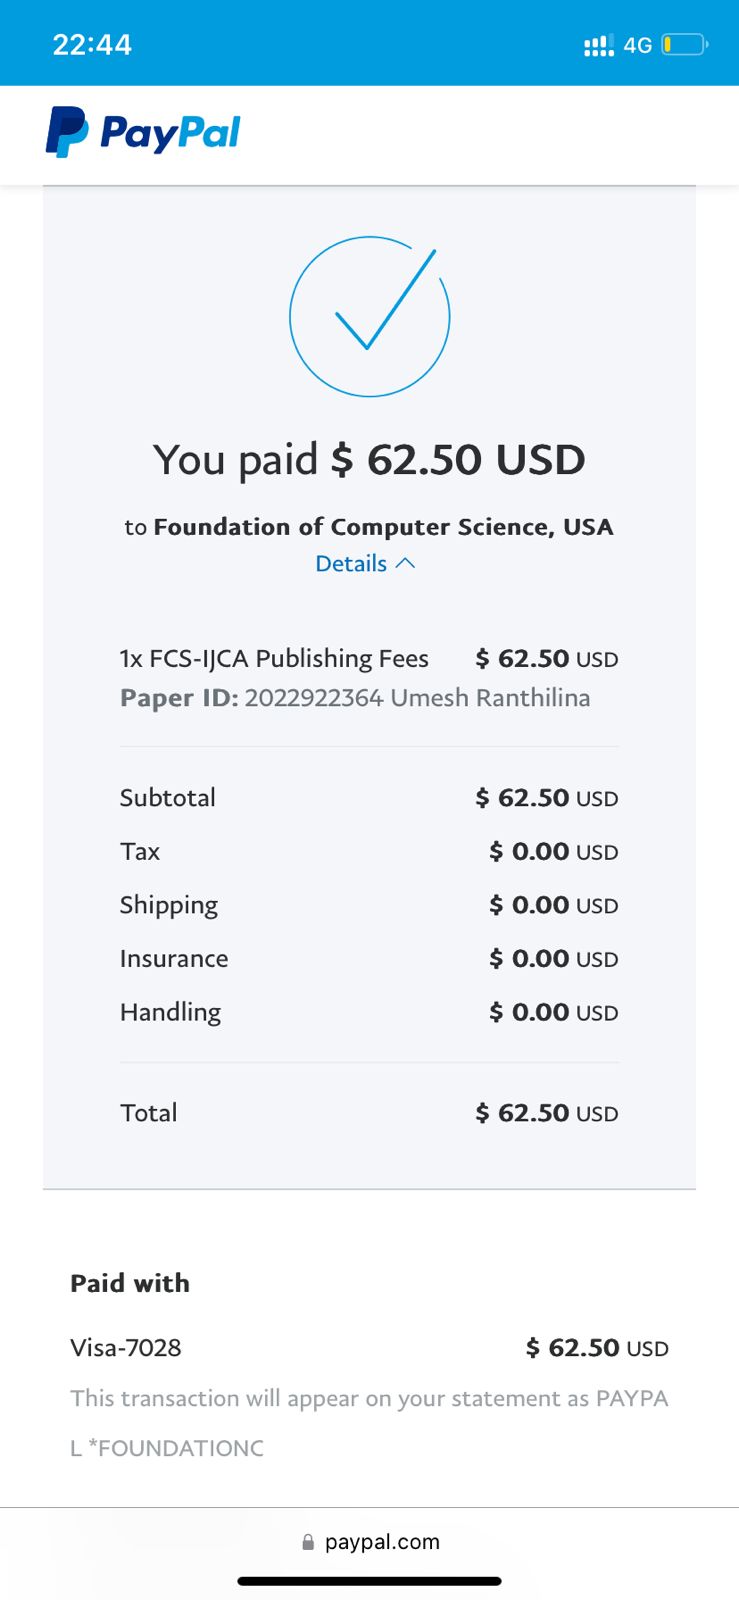 22:44 4G
PayPal
You paid $ 62.50 USD
to Foundation of Computer Science, USA
Details
1x FCS-IJCA Publishing Fees $ 62.50 USD
Paper ID: 2022922364 Umesh Ranthilina
Subtotal $ 62.50 USD
Tax $ 0.00 USD
Shipping $ 0.00 USD
Insurance $ 0.00 USD
Handling $ 0.00 USD
Total $ 62.50 USD
Paid with
Visa-7028 $ 62.50 USD
This transaction will appear on your statement as PAYPA
L *FOUNDATIONC
paypal.com